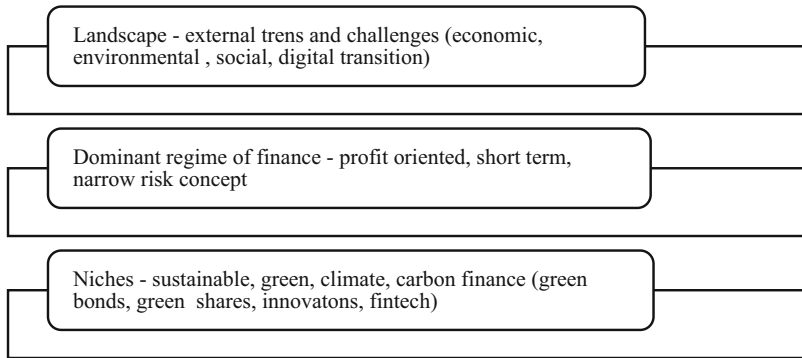 Landscape - external trens and challenges (economic,
environmental , social, digital transition)
Dominant regime of finance - profit oriented, short term,
narrow risk concept
Niches - sustainable, green, climate, carbon finance (green
bonds, green  shares, innovatons, fintech)